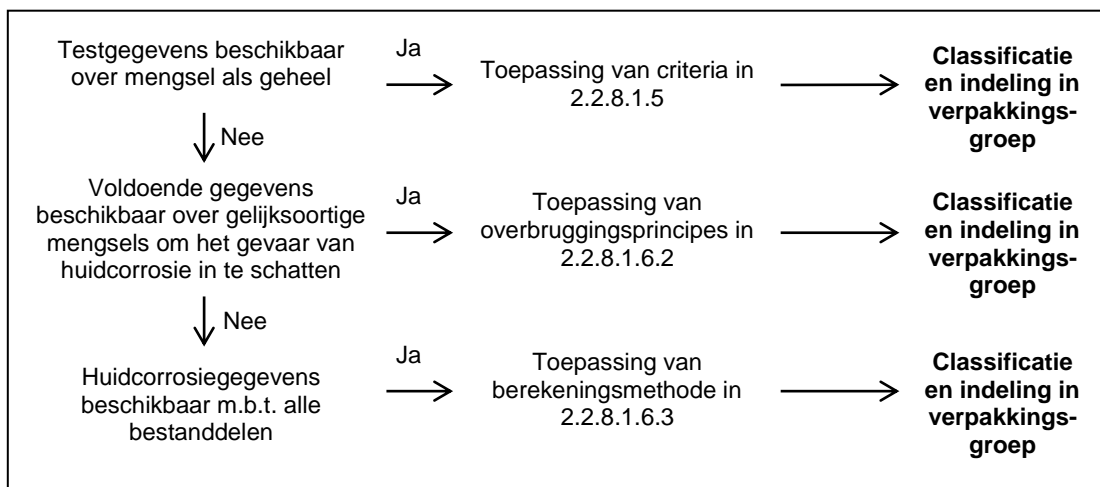 Testgegevens beschikbaar
over mengsel als geheel
Ja
Toepassing van criteria in
2.2.8.1.5
Classificatie
en indeling in
verpakkings-
groep
Nee
Voldoende gegevens
beschikbaar over gelijksoortige
mengsels om het gevaar van
huidcorrosie in te schatten
Ja
Toepassing van
overbruggingsprincipes in
2.2.8.1.6.2
Classificatie
en indeling in
verpakkings-
groep
Nee
Huidcorrosiegegevens
beschikbaar m.b.t. alle
bestanddelen
Ja
Toepassing van
berekeningsmethode in
2.2.8.1.6.3
Classificatie
en indeling in
verpakkings-
groep